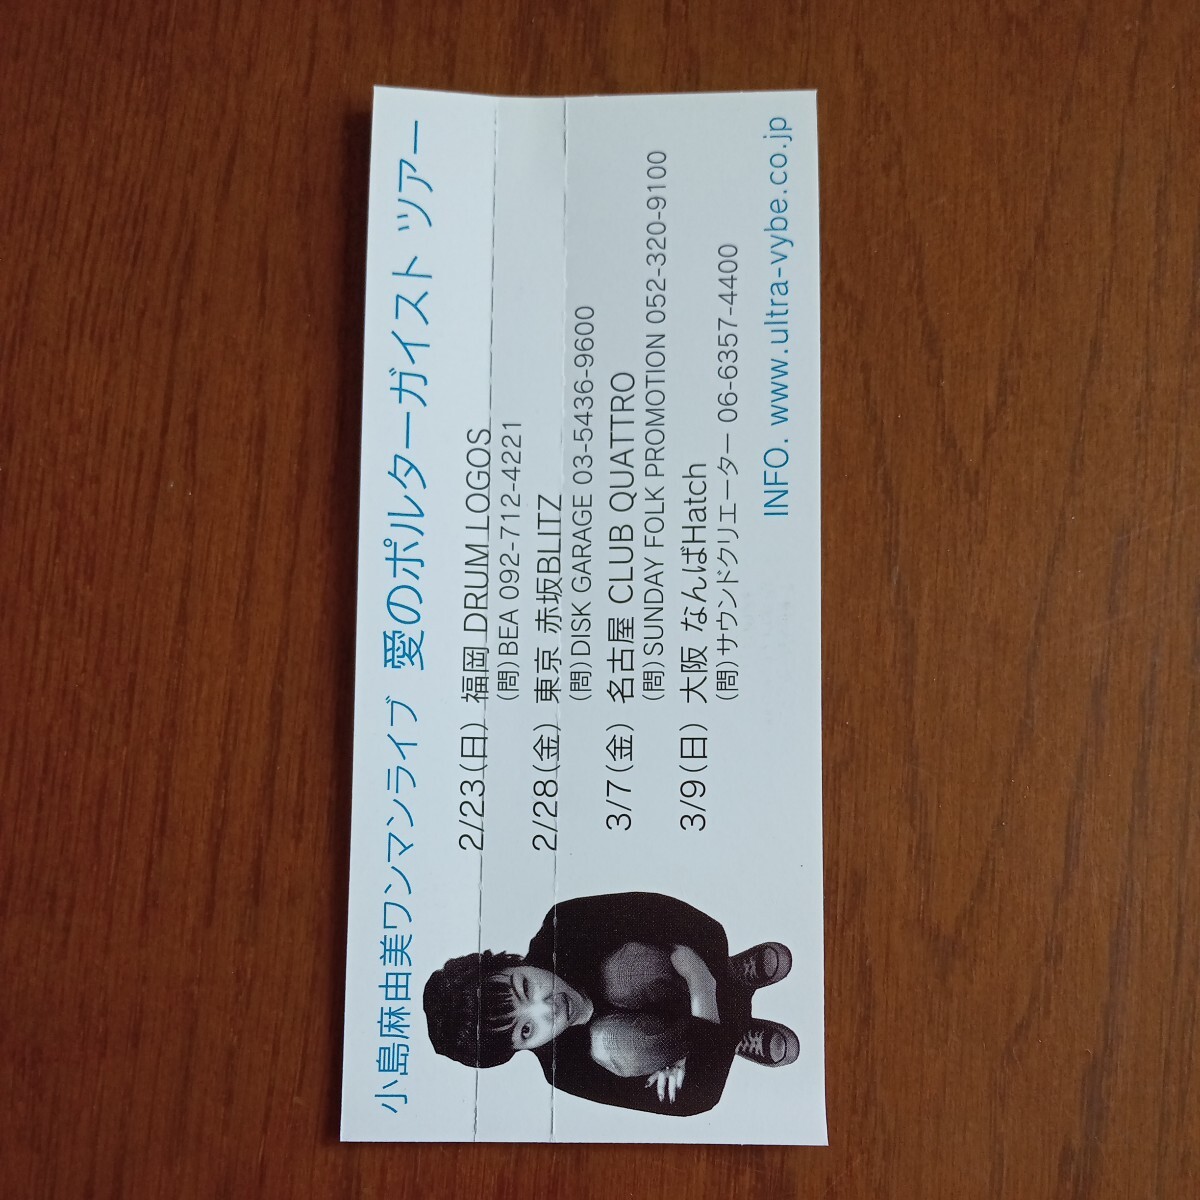 小島麻由美ワンマンライブ 愛のポルターガイスト ツアー
2/23(日) 福岡 DRUM LOGOS
(問)BEA 092-712-4221
2/28(金) 東京 赤坂BLITZ
(問)DISK GARAGE 03-5436-9600
3/7(金) 名古屋 CLUB QUATTRO
(問)SUNDAY FOLK PROMOTION 052-320-9100
3/9(日) 大阪 なんばHatch
(問)サウンドクリエーター 06-6357-4400
INFO. www.ultra-vybe.co.jp